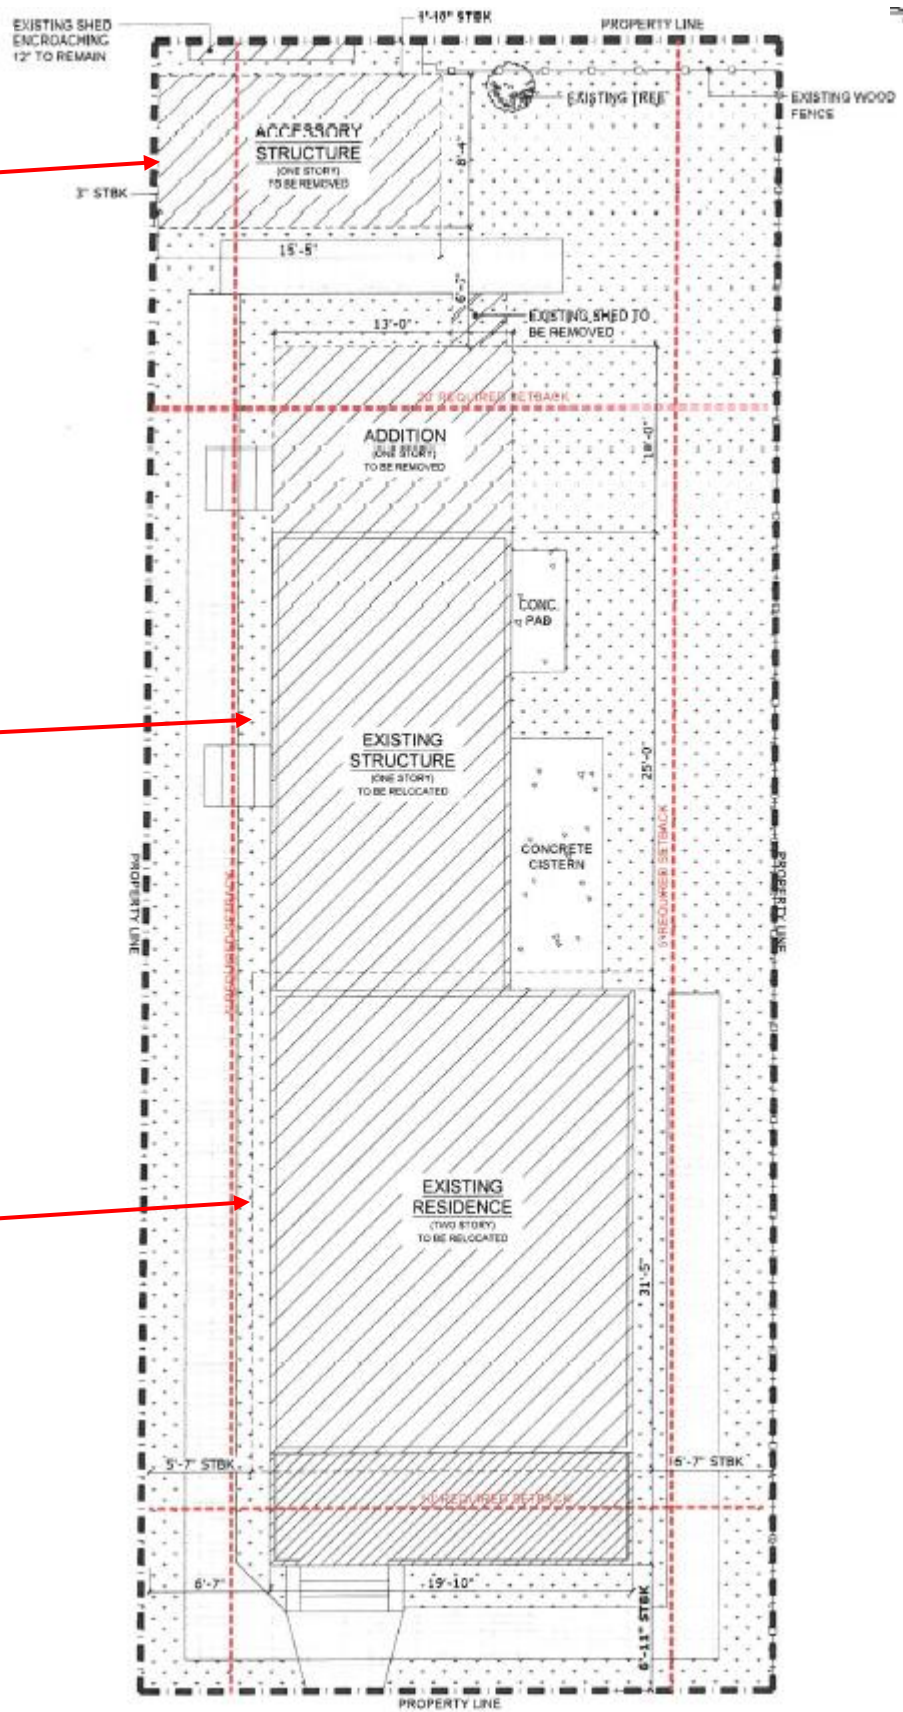 EXISTING SHED
ENCROACHING
12" TO REMAIN
1'-10" STBK
PROPERTY LINE
EXISTING TREE
EXISTING WOOD
FENCE
ACCESSORY
STRUCTURE
(ONE STORY)
TO BE REMOVED
8'-4"
3" STBK
15'-5"
13'-0"
EXISTING SHED TO
BE REMOVED
20' REQUIRED SETBACK
ADDITION
(ONE STORY)
TO BE REMOVED
18'-0"
CONC.
PAD
EXISTING
STRUCTURE
(ONE STORY)
TO BE RELOCATED
25'-0"
CONCRETE
CISTERN
PROPERTY LINE
REQUIRED SETBACK
5' REQUIRED SETBACK
PROPERTY LINE
EXISTING
RESIDENCE
(TWO STORY)
TO BE RELOCATED
31'-5"
5'-7" STBK
6'-7" STBK
REQUIRED SETBACK
6'-7"
19'-10"
6'-11" STBK
PROPERTY LINE